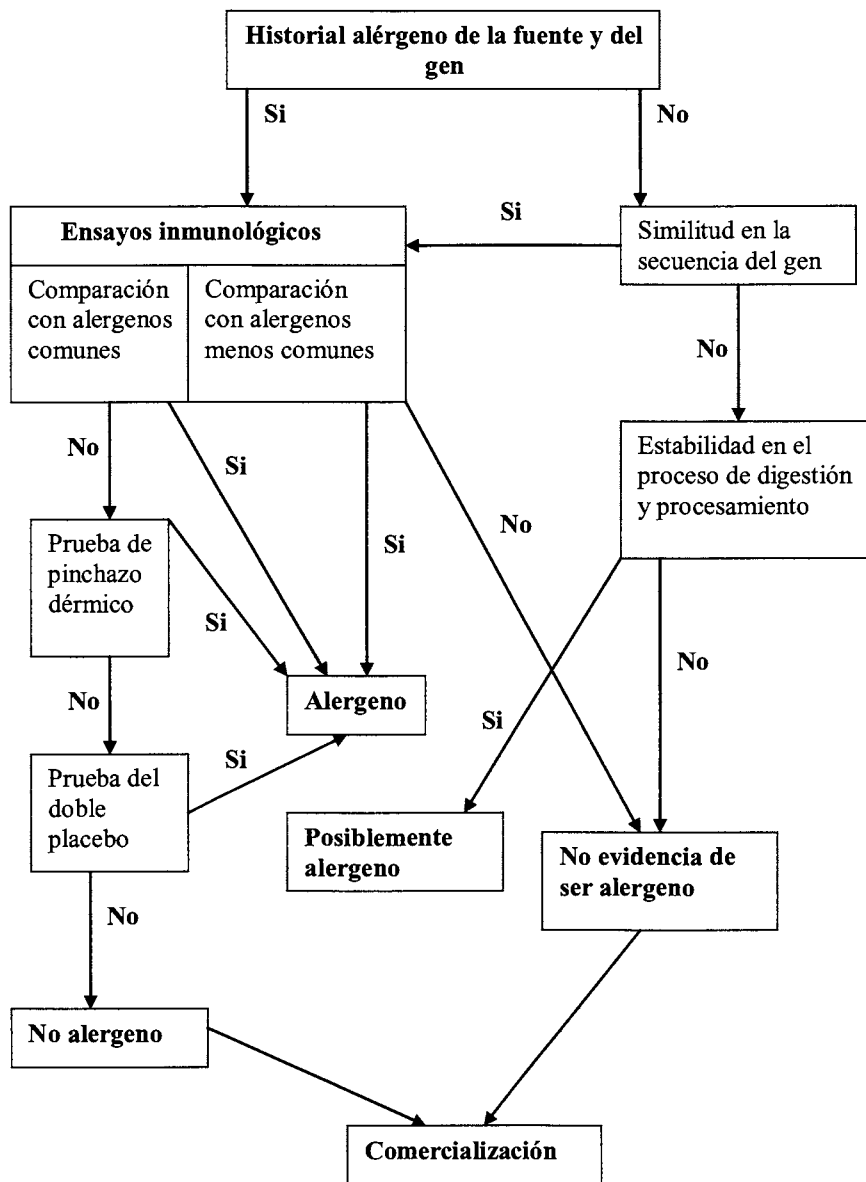 Historial alérgeno de la fuente y del
gen
Si
No
Ensayos inmunológicos
Si
Similitud en la
secuencia del gen
Comparación
con alergenos
comunes
Comparación
con alergenos
menos comunes
No
No
Si
Si
No
Estabilidad en el
proceso de digestión
y procesamiento
Prueba de
pinchazo
dérmico
Si
No
No
Alergeno
Si
Si
Prueba del
doble
placebo
Posiblemente
alergeno
No evidencia de
ser alergeno
No
No alergeno
Comercialización